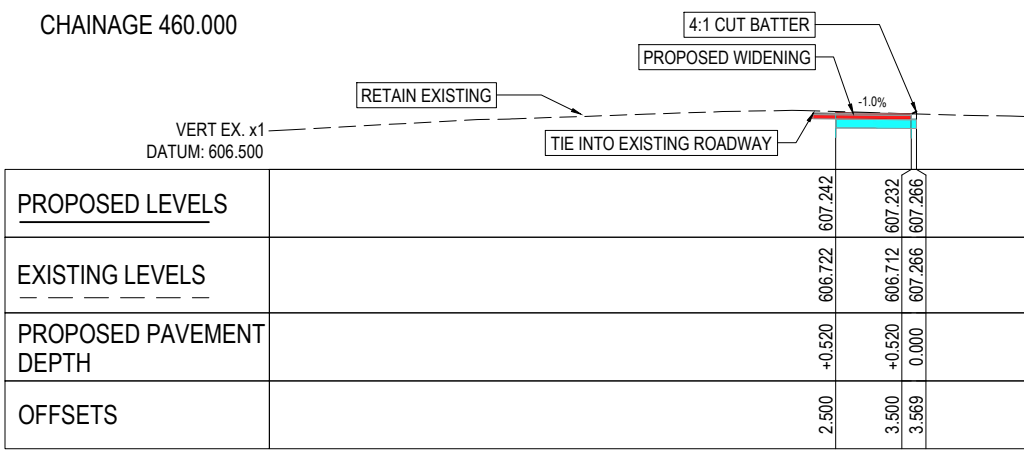 CHAINAGE 460.000
4:1 CUT BATTER
PROPOSED WIDENING
RETAIN EXISTING
-1.0%
VERT EX. x1
DATUM: 606.500
TIE INTO EXISTING ROADWAY
PROPOSED LEVELS
607.242
607.232
607.266
EXISTING LEVELS
606.722
606.712
607.266
PROPOSED PAVEMENT
DEPTH
+0.520
+0.520
0.000
OFFSETS
2.500
3.500
3.569